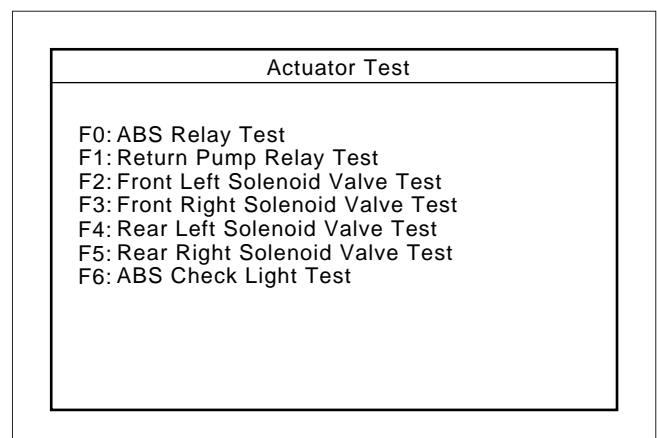 Actuator Test
F0: ABS Relay Test
F1: Return Pump Relay Test
F2: Front Left Solenoid Valve Test
F3: Front Right Solenoid Valve Test
F4: Rear Left Solenoid Valve Test
F5: Rear Right Solenoid Valve Test
F6: ABS Check Light Test